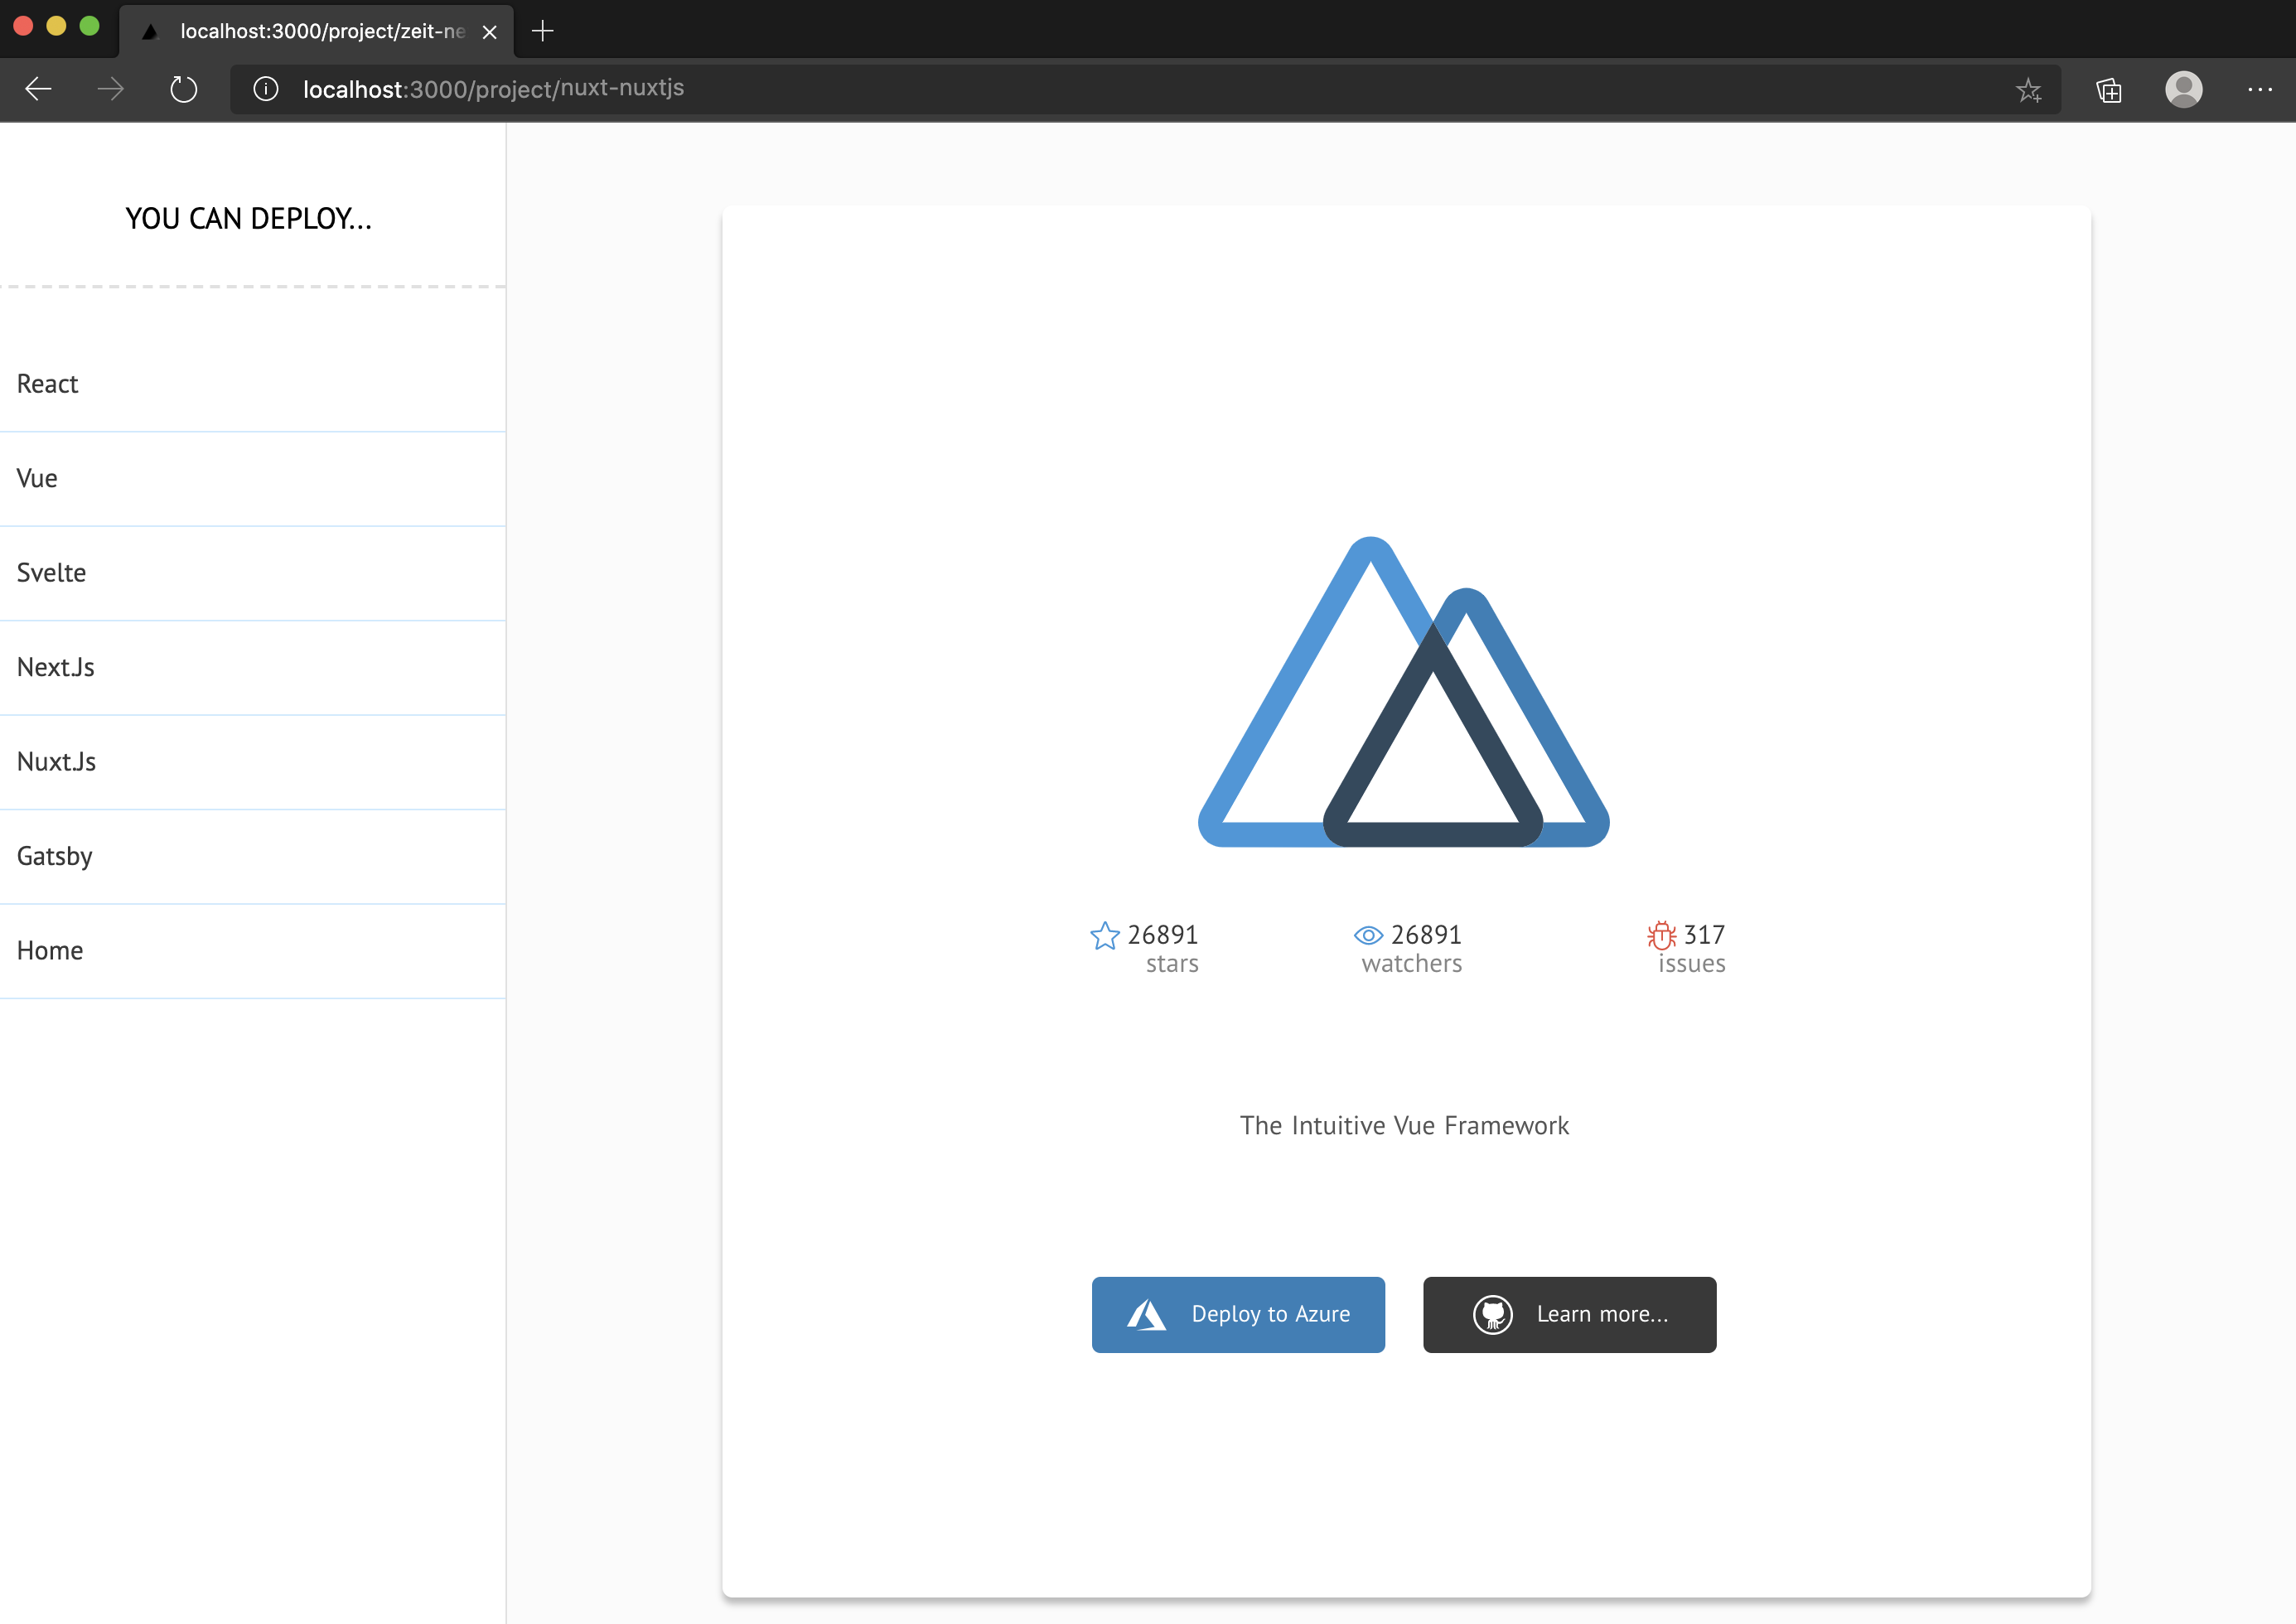 localhost:3000/project/zeit-ne
localhost:3000/project/nuxt-nuxtjs
YOU CAN DEPLOY...
React
Vue
Svelte
Next.Js
Nuxt.Js
Gatsby
Home
26891 26891 317
stars watchers issues
The Intuitive Vue Framework
Deploy to Azure Learn more...